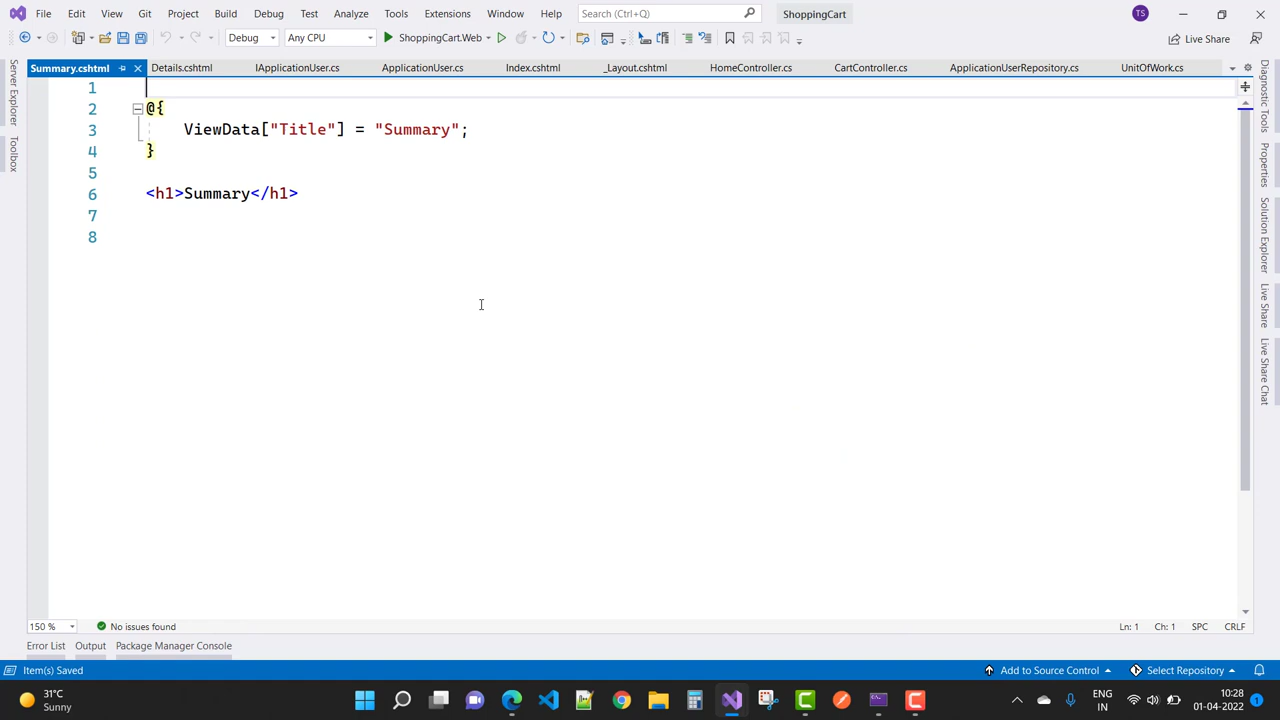 File Edit View Git Project Build Debug Test Analyze Tools Extensions Window Help Search (Ctrl+Q) ShoppingCart TS
Debug Any CPU ShoppingCart.Web Live Share
Summary.cshtml Details.cshtml IApplicationUser.cs ApplicationUser.cs Index.cshtml _Layout.cshtml HomeController.cs CartController.cs ApplicationUserRepository.cs UnitOfWork.cs
Server Explorer
Toolbox
1
2 @{
3 ViewData["Title"] = "Summary";
4 }
5
6 <h1>Summary</h1>
7
8
Diagnostic Tools
Properties
Solution Explorer
Live Share
Live Share Chat
150 % No issues found Ln: 1 Ch: 1 SPC CRLF
Error List Output Package Manager Console
Item(s) Saved Add to Source Control Select Repository
31°C
Sunny
ENG
IN
10:28
01-04-2022
1